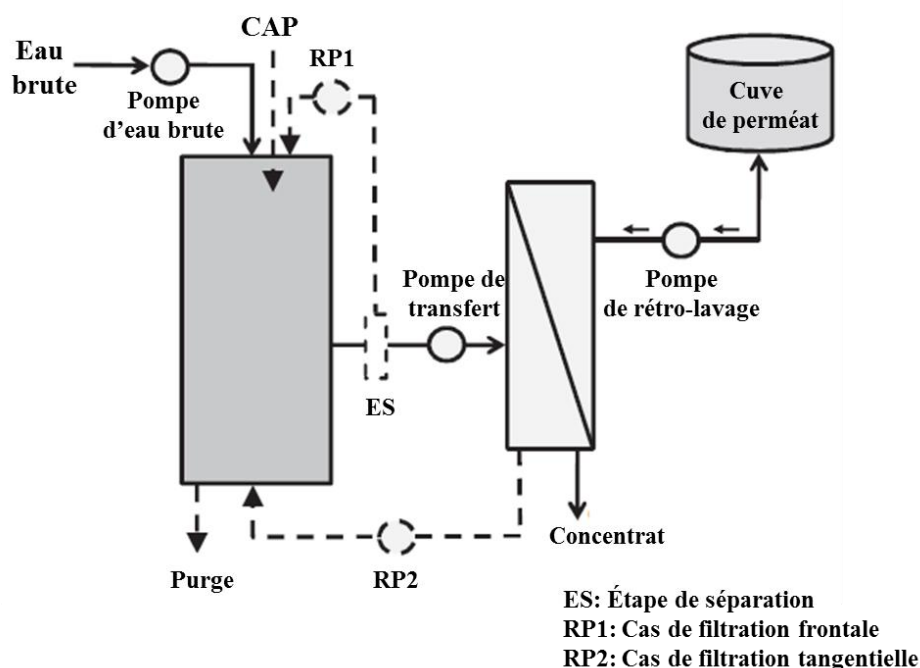 CAP
Eau
brute
RP1
Pompe
d'eau brute
Cuve
de perméat
Pompe de
transfert
Pompe
de rétro-lavage
ES
Concentrat
Purge
RP2
ES: Étape de séparation
RP1: Cas de filtration frontale
RP2: Cas de filtration tangentielle